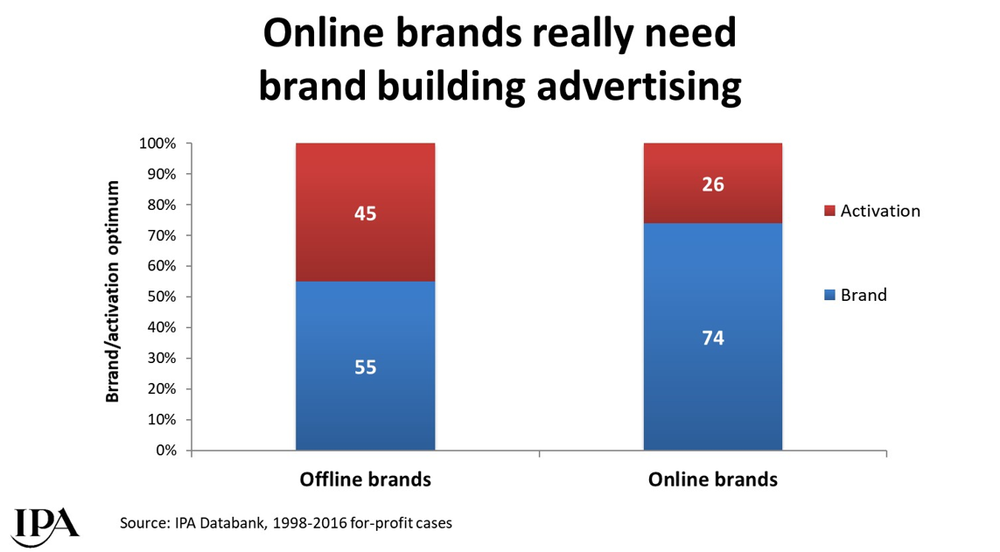 Online brands really need
brand building advertising
Brrand/activation optimum
100%
90%
80%
70%
60%
50%
40%
30%
20%
10%
0%
45
55
26
74
Activation
Brand
Offline brands
Online brands
IPA
Source: IPA Databank, 1998-2016 for-profit cases